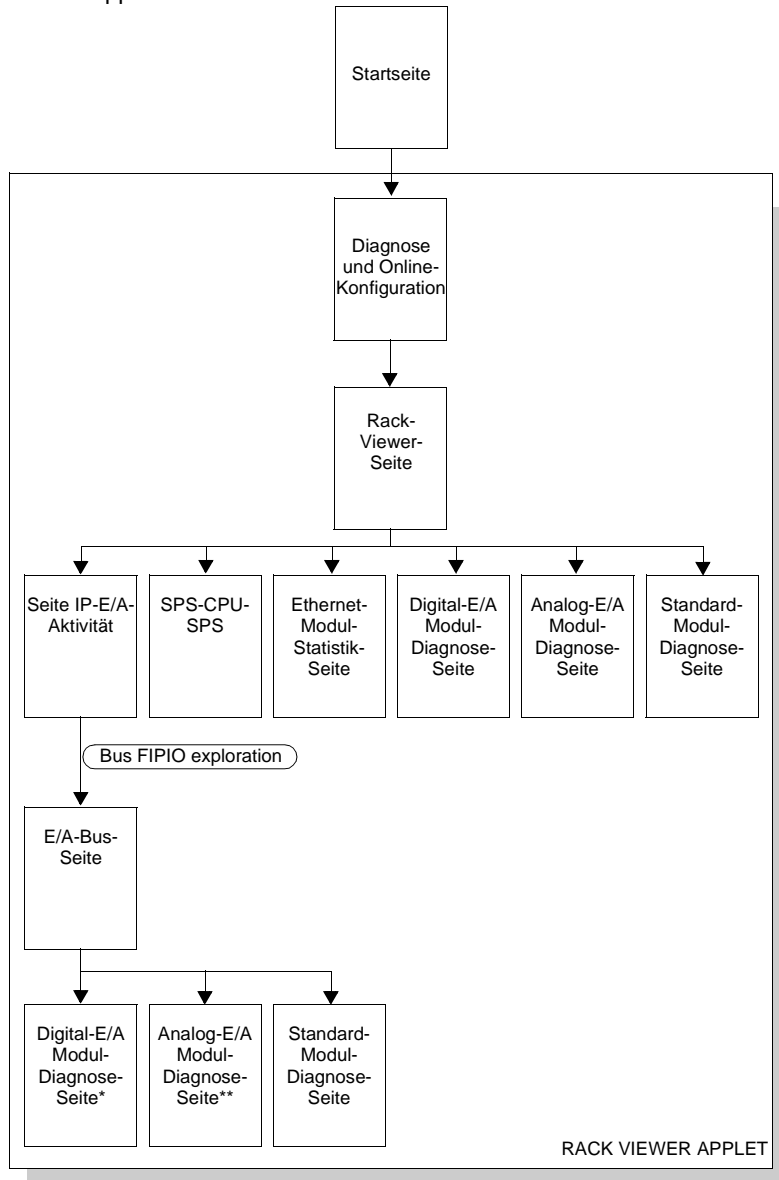 Startseite
Diagnose
und Online-
Konfiguration
Rack-
Viewer-
Seite
Seite IP-E/A-
Aktivität
SPS-CPU-
SPS
Ethernet-
Modul-
Statistik-
Seite
Digital-E/A
Modul-
Diagnose-
Seite
Analog-E/A
Modul-
Diagnose-
Seite
Standard-
Modul-
Diagnose-
Seite
Bus FIPIO exploration
E/A-Bus-
Seite
Digital-E/A
Modul-
Diagnose-
Seite*
Analog-E/A
Modul-
Diagnose-
Seite**
Standard-
Modul-
Diagnose-
Seite
RACK VIEWER APPLET